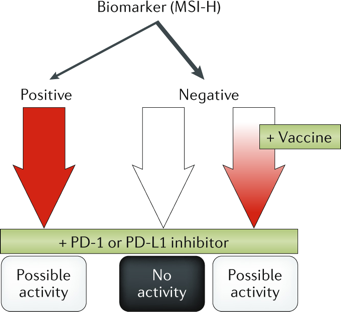 Biomarker (MSI-H)
Positive
Negative
+ Vaccine
+ PD-1 or PD-L1 inhibitor
Possible
activity
No
activity
Possible
activity